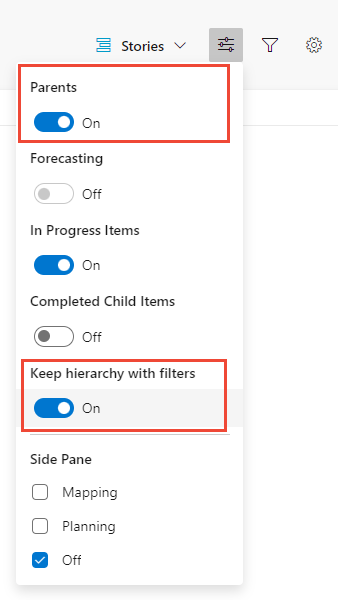 Stories
Parents
On
Forecasting
Off
In Progress Items
On
Completed Child Items
Off
Keep hierarchy with filters
On
Side Pane
Mapping
Planning
Off